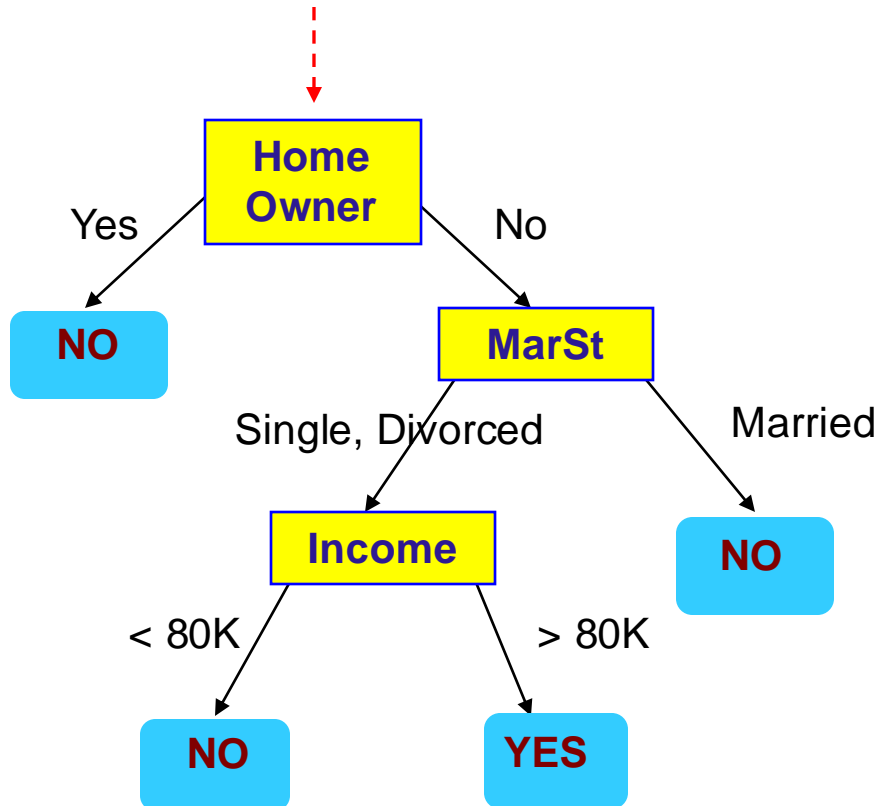 Home
Owner
Yes
No
NO
MarSt
Single, Divorced
Married
Income
NO
< 80K
> 80K
NO
YES